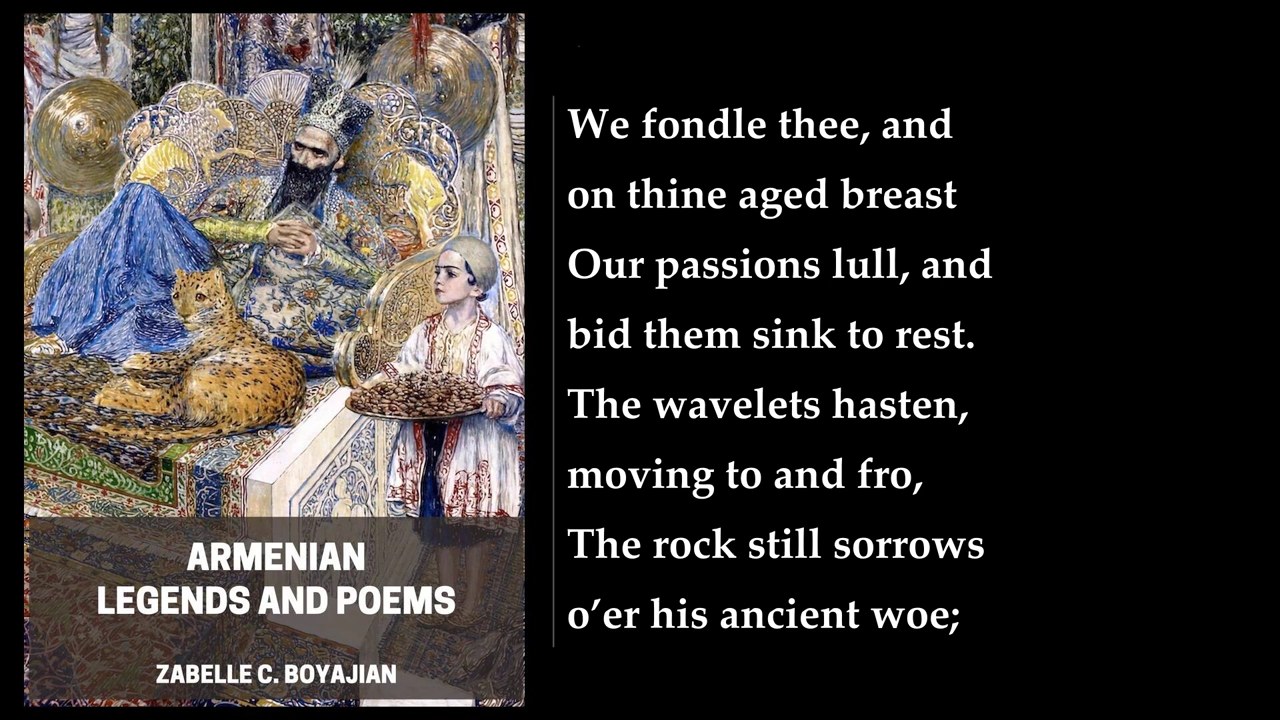 ARMENIAN
LEGENDS AND POEMS
ZABELLE C. BOYAJIAN
We fondle thee, and
on thine aged breast
Our passions lull, and
bid them sink to rest.
The wavelets hasten,
moving to and fro,
The rock still sorrows
o’er his ancient woe;